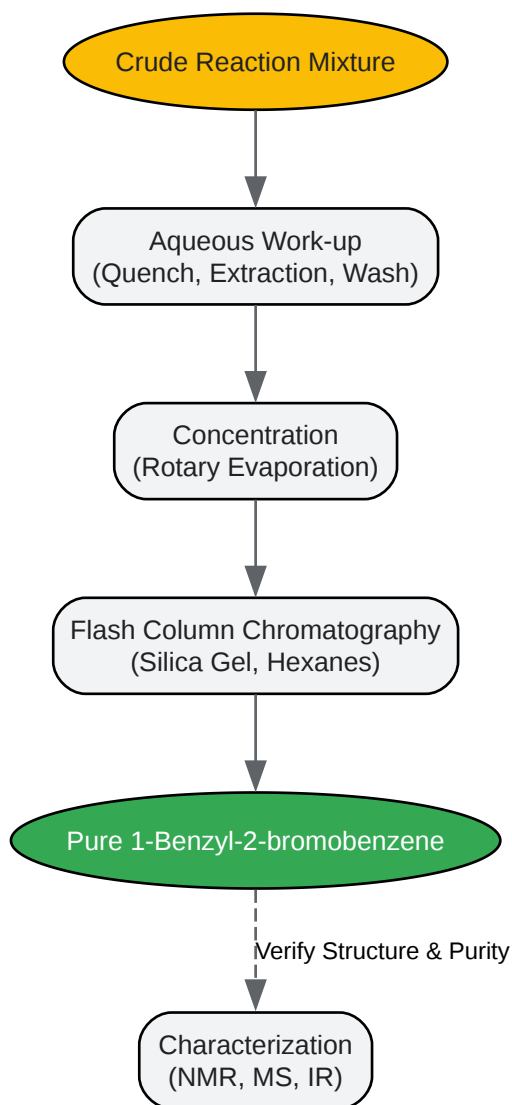 Crude Reaction Mixture
Aqueous Work-up
(Quench, Extraction, Wash)
Concentration
(Rotary Evaporation)
Flash Column Chromatography
(Silica Gel, Hexanes)
Pure 1-Benzyl-2-bromobenzene
Verify Structure & Purity
Characterization
(NMR, MS, IR)